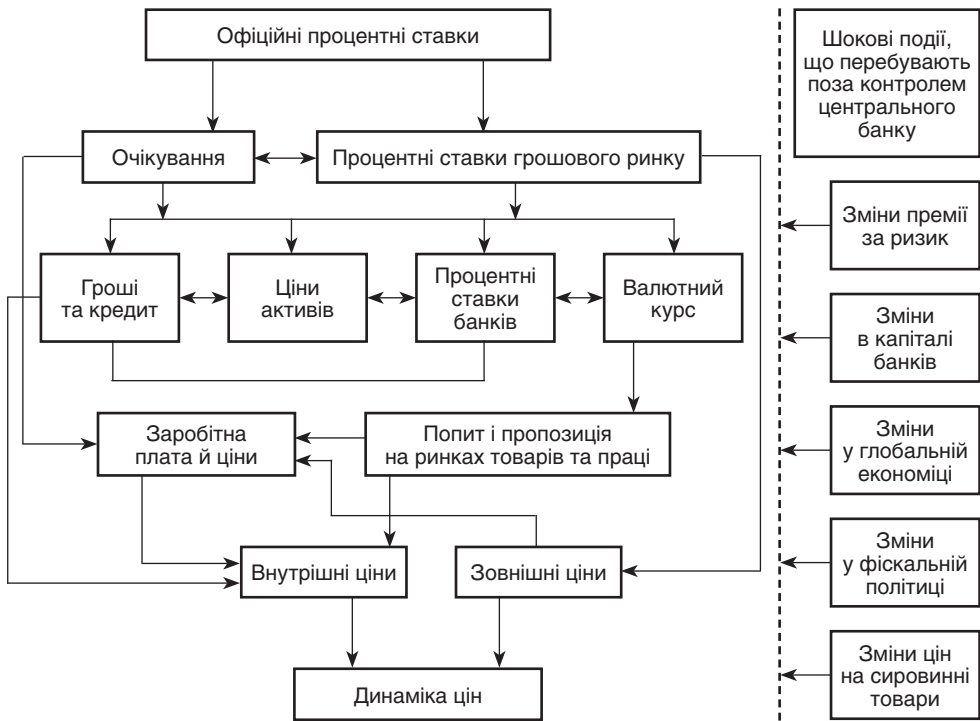 Офіційні процентні ставки
Очікування
Процентні ставки грошового ринку
Гроші
та кредит
Ціни
активів
Процентні
ставки
банків
Валютний
курс
Заробітна
плата й ціни
Попит і пропозиція
на ринках товарів та праці
Внутрішні ціни
Зовнішні ціни
Динаміка цін
Шокові події,
що перебувають
поза контролем
центрального
банку
Зміни премії
за ризик
Зміни
в капіталі
банків
Зміни
у глобальній
економіці
Зміни
у фіскальній
політиці
Зміни цін
на сировинні
товари